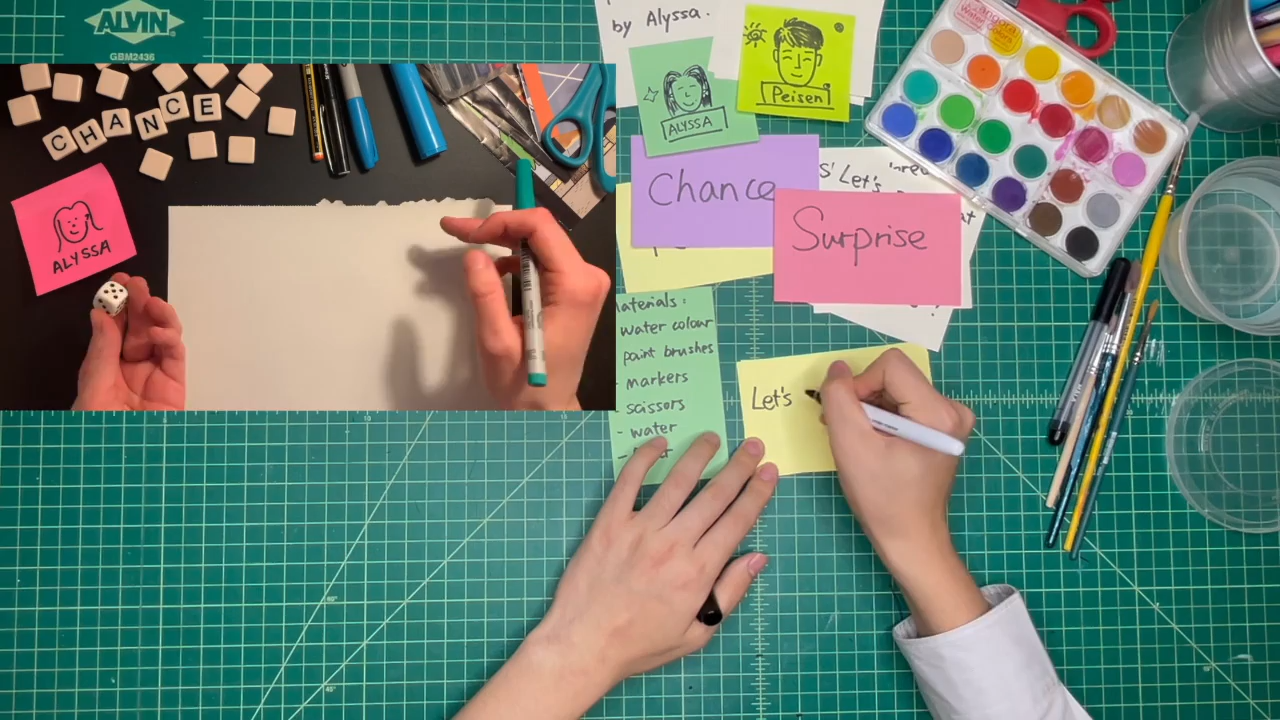 ALVIN
GBM2436
CHANCE
ALYSSA
by Alyssa.
Peisen!
ALYSSA
Chance
Surprise
s' Let's
Materials:
water colour
paint brushes
- markers
- scissors
- water
Let's